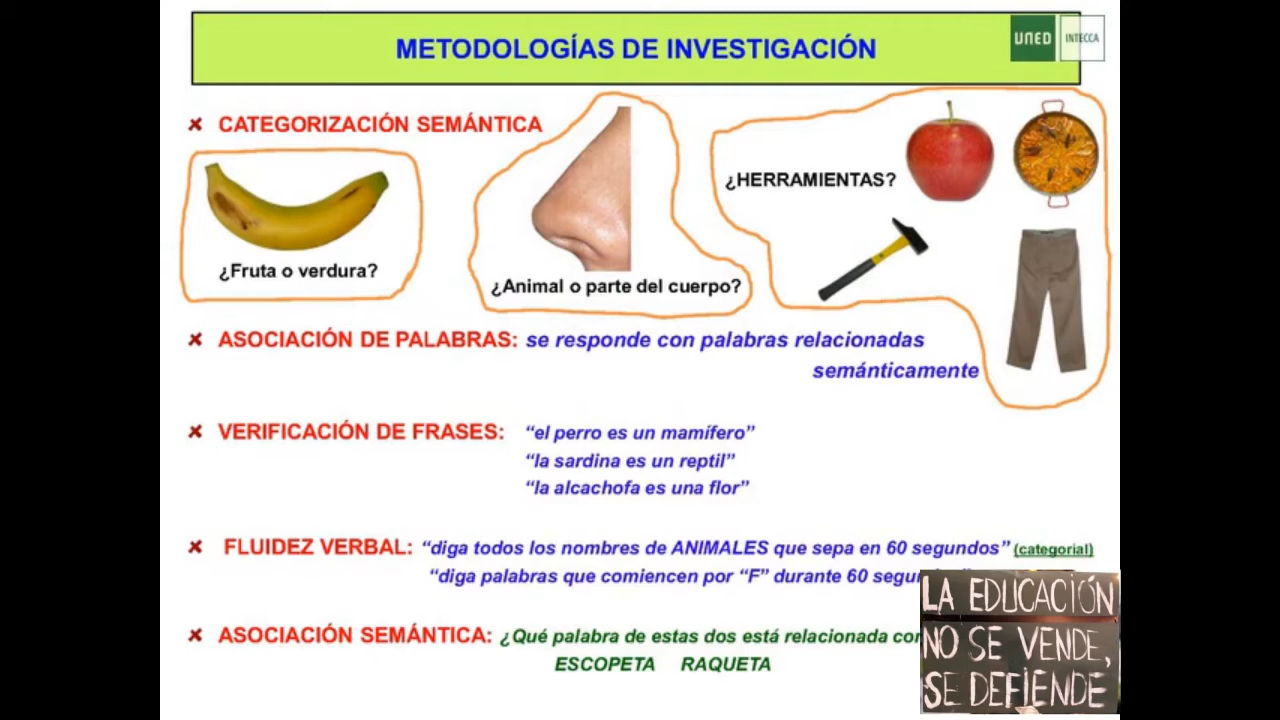 METODOLOGÍAS DE INVESTIGACIÓN
UNED
INTECCA
CATEGORIZACIÓN SEMÁNTICA
¿Fruta o verdura?
¿Animal o parte del cuerpo?
¿HERRAMIENTAS?
ASOCIACIÓN DE PALABRAS: se responde con palabras relacionadas
semánticamente
VERIFICACIÓN DE FRASES: “el perro es un mamífero”
“la sardina es un reptil”
“la alcachofa es una flor”
FLUIDEZ VERBAL: “diga todos los nombres de ANIMALES que sepa en 60 segundos” (categorial)
“diga palabras que comiencen por “F” durante 60
ASOCIACIÓN SEMÁNTICA: ¿Qué palabra de estas dos está relacionada
ESCOPETA RAQUETA
LA EDUCACIÓN
NO SE VENDE,
SE DEFIENDE